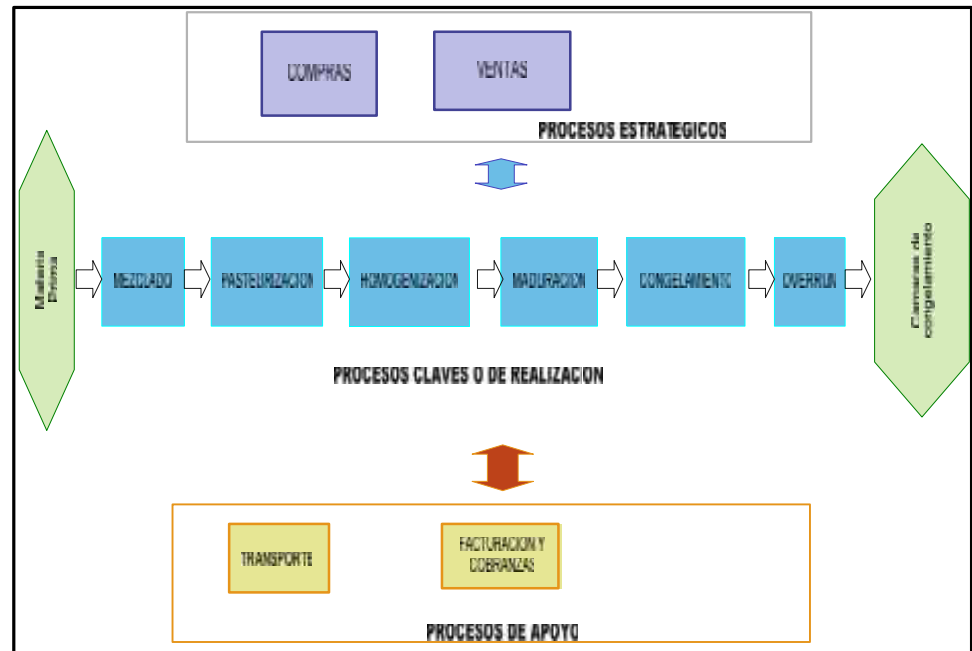 COMPRAS
VENTAS
PROCESOS ESTRATEGICOS
Materia
Prima
MEZCLADO
PASTEURIZACION
HOMOGENIZACION
MADURACION
CONGELAMIENTO
OVERRUN
Camaras de
congelamiento
PROCESOS CLAVES O DE REALIZACION
TRANSPORTE
FACTURACION Y
COBRANZAS
PROCESOS DE APOYO